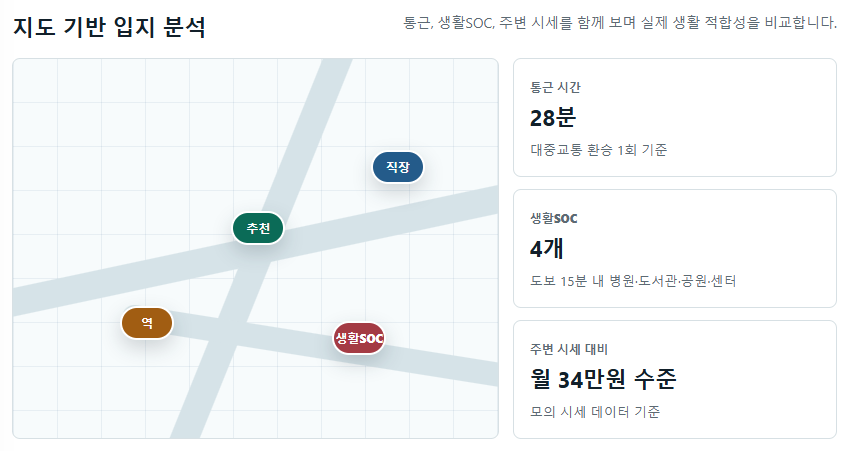 지도 기반 입지 분석
통근, 생활SOC, 주변 시세를 함께 보며 실제 생활 적합성을 비교합니다.
직장
추천
역
생활SOC
통근 시간
28분
대중교통 환승 1회 기준
생활SOC
4개
도보 15분 내 병원·도서관·공원·센터
주변 시세 대비
월 34만원 수준
모의 시세 데이터 기준